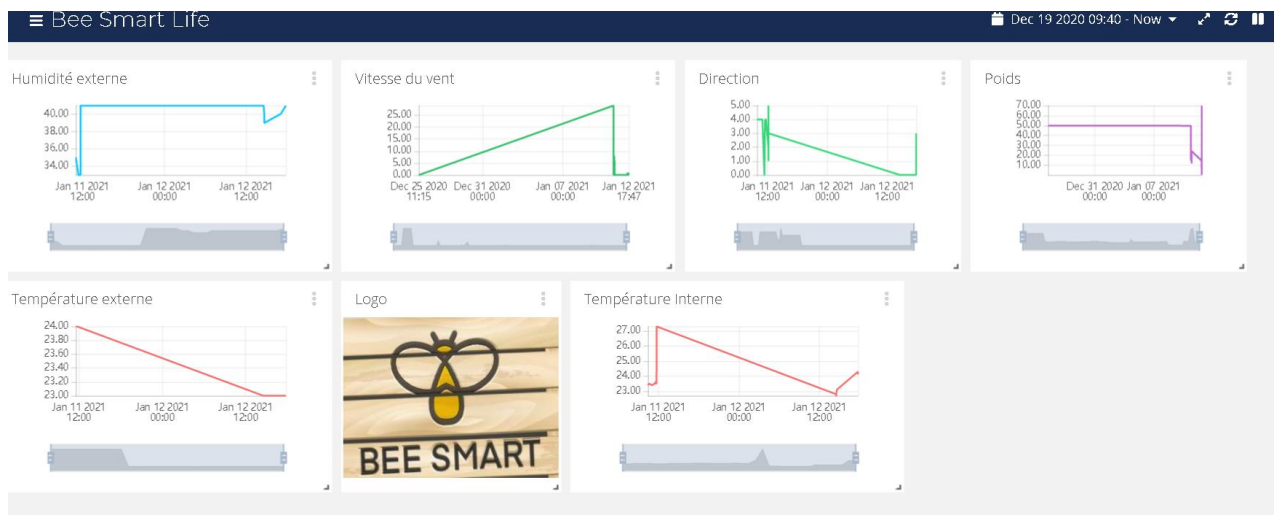 Bee Smart Life
Dec 19 2020 09:40 - Now
Humidité externe
40.00
38.00
36.00
34.00
Jan 11 2021 12:00
Jan 12 2021 00:00
Jan 12 2021 12:00
Vitesse du vent
25.00
20.00
15.00
10.00
5.00
0.00
Dec 25 2020 11:15
Dec 31 2020 00:00
Jan 07 2021 00:00
Jan 12 2021 17:47
Direction
5.00
4.00
3.00
2.00
1.00
0.00
Jan 11 2021 12:00
Jan 12 2021 00:00
Jan 12 2021 12:00
Poids
70.00
60.00
50.00
40.00
30.00
20.00
10.00
Dec 31 2020 00:00
Jan 07 2021 00:00
Température externe
24.00
23.80
23.60
23.40
23.20
23.00
Jan 11 2021 12:00
Jan 12 2021 00:00
Jan 12 2021 12:00
Logo
BEE SMART
Température Interne
27.00
26.00
25.00
24.00
23.00
Jan 11 2021 12:00
Jan 12 2021 00:00
Jan 12 2021 12:00